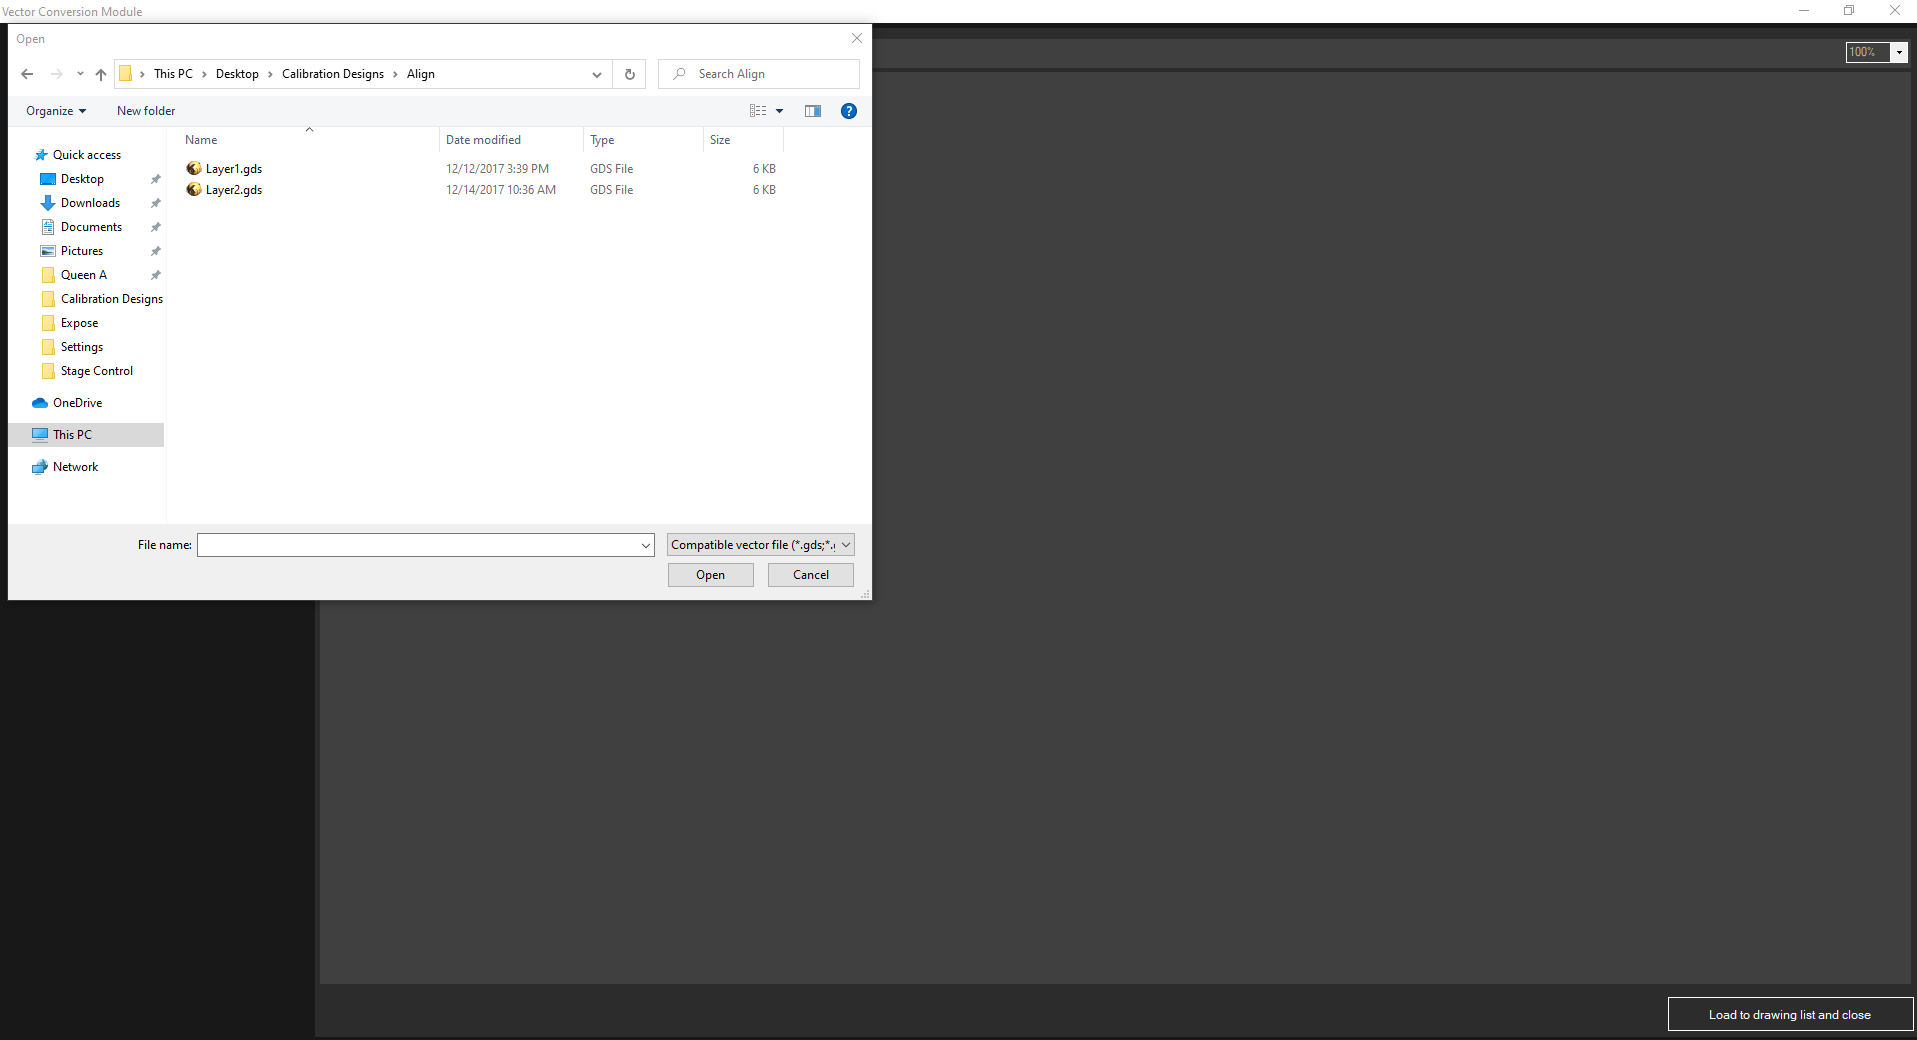 Vector Conversion Module
Open
This PC Desktop Calibration Designs Align
Search Align
100%
Organize New folder
Name Date modified Type Size
Quick access
Desktop
Downloads
Documents
Pictures
Queen A
Calibration Designs
Expose
Settings
Stage Control
OneDrive
This PC
Network
Layer1.gds 12/12/2017 3:39 PM GDS File 6 KB
Layer2.gds 12/14/2017 10:36 AM GDS File 6 KB
File name: Compatible vector file (*.gds;*.
Open Cancel
Load to drawing list and close